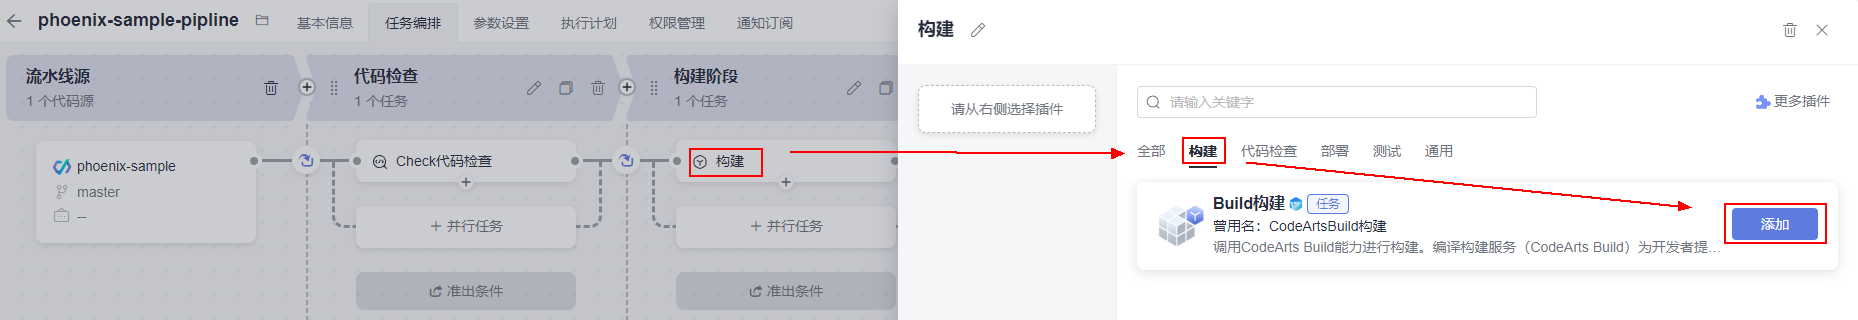 phoenix-sample-pipline 基本信息 任务编排 参数设置 执行计划 权限管理 通知订阅
流水线源
1 个代码源
代码检查
1 个任务
构建阶段
1 个任务
phoenix-sample
master
--
Check代码检查
并行任务
准出条件
构建
并行任务
准出条件
构建
请从右侧选择插件
请输入关键字
更多插件
全部 构建 代码检查 部署 测试 通用
Build构建 任务
曾用名：CodeArtsBuild构建
调用CodeArts Build能力进行构建。编译构建服务（CodeArts Build）为开发者提...
添加